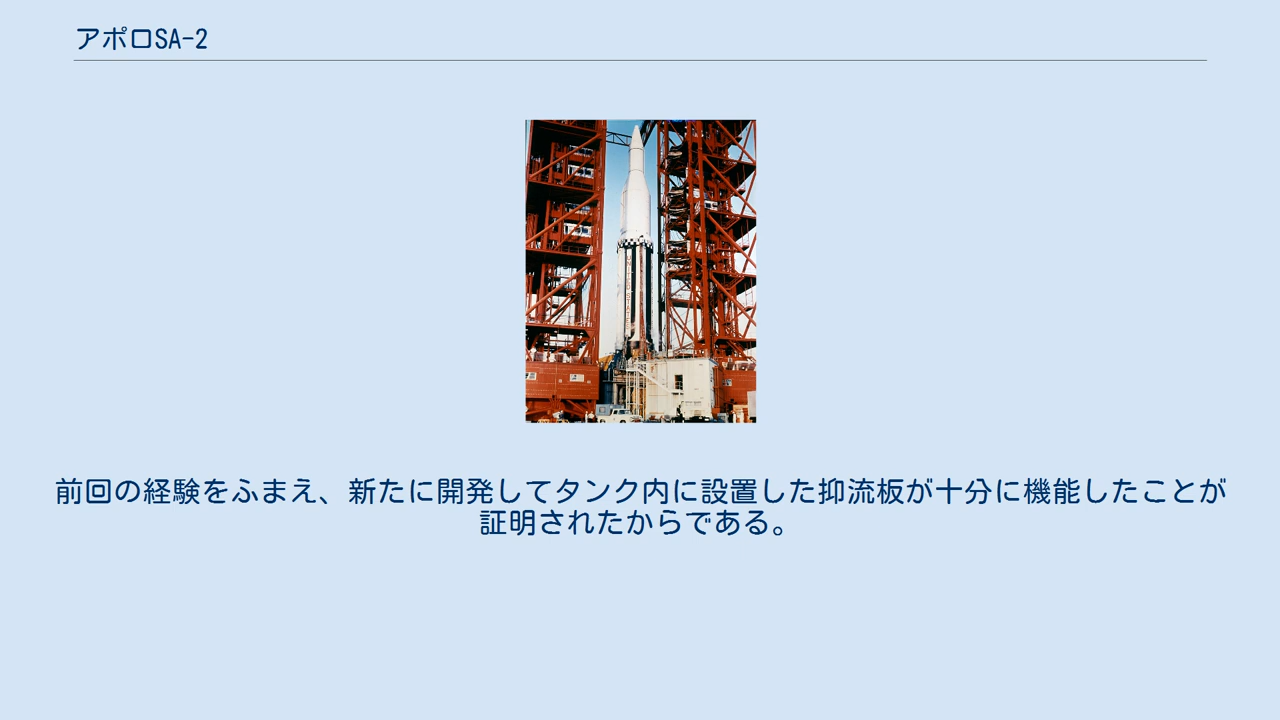 アポロSA-2
前回の経験をふまえ、新たに開発してタンク内に設置した抑流板が十分に機能したことが
証明されたからである。